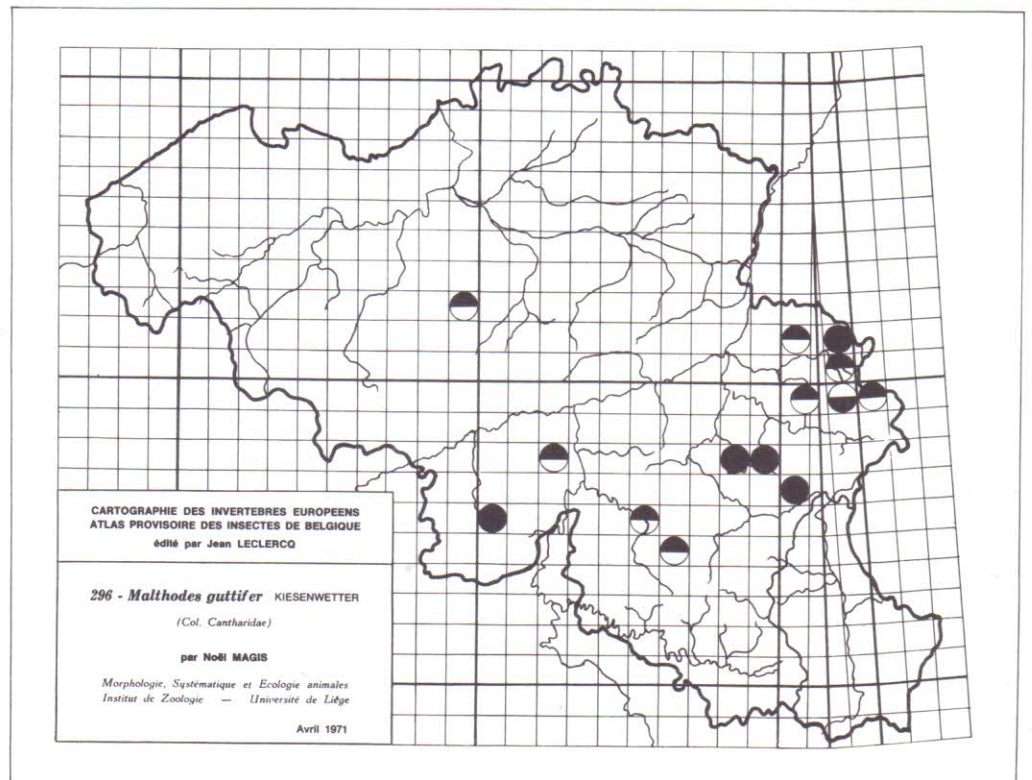 CARTOGRAPHIE DES INVERTEBRES EUROPEENS
ATLAS PROVISOIRE DES INSECTES DE BELGIQUE
édité par Jean LECLERCQ
296 - Malthodes guttifer KIESENWETTER
(Col. Cantharidae)
par Noël MAGIS
Morphologie, Systématique et Ecologie animales
Institut de Zoologie — Université de Liège
Avril 1971